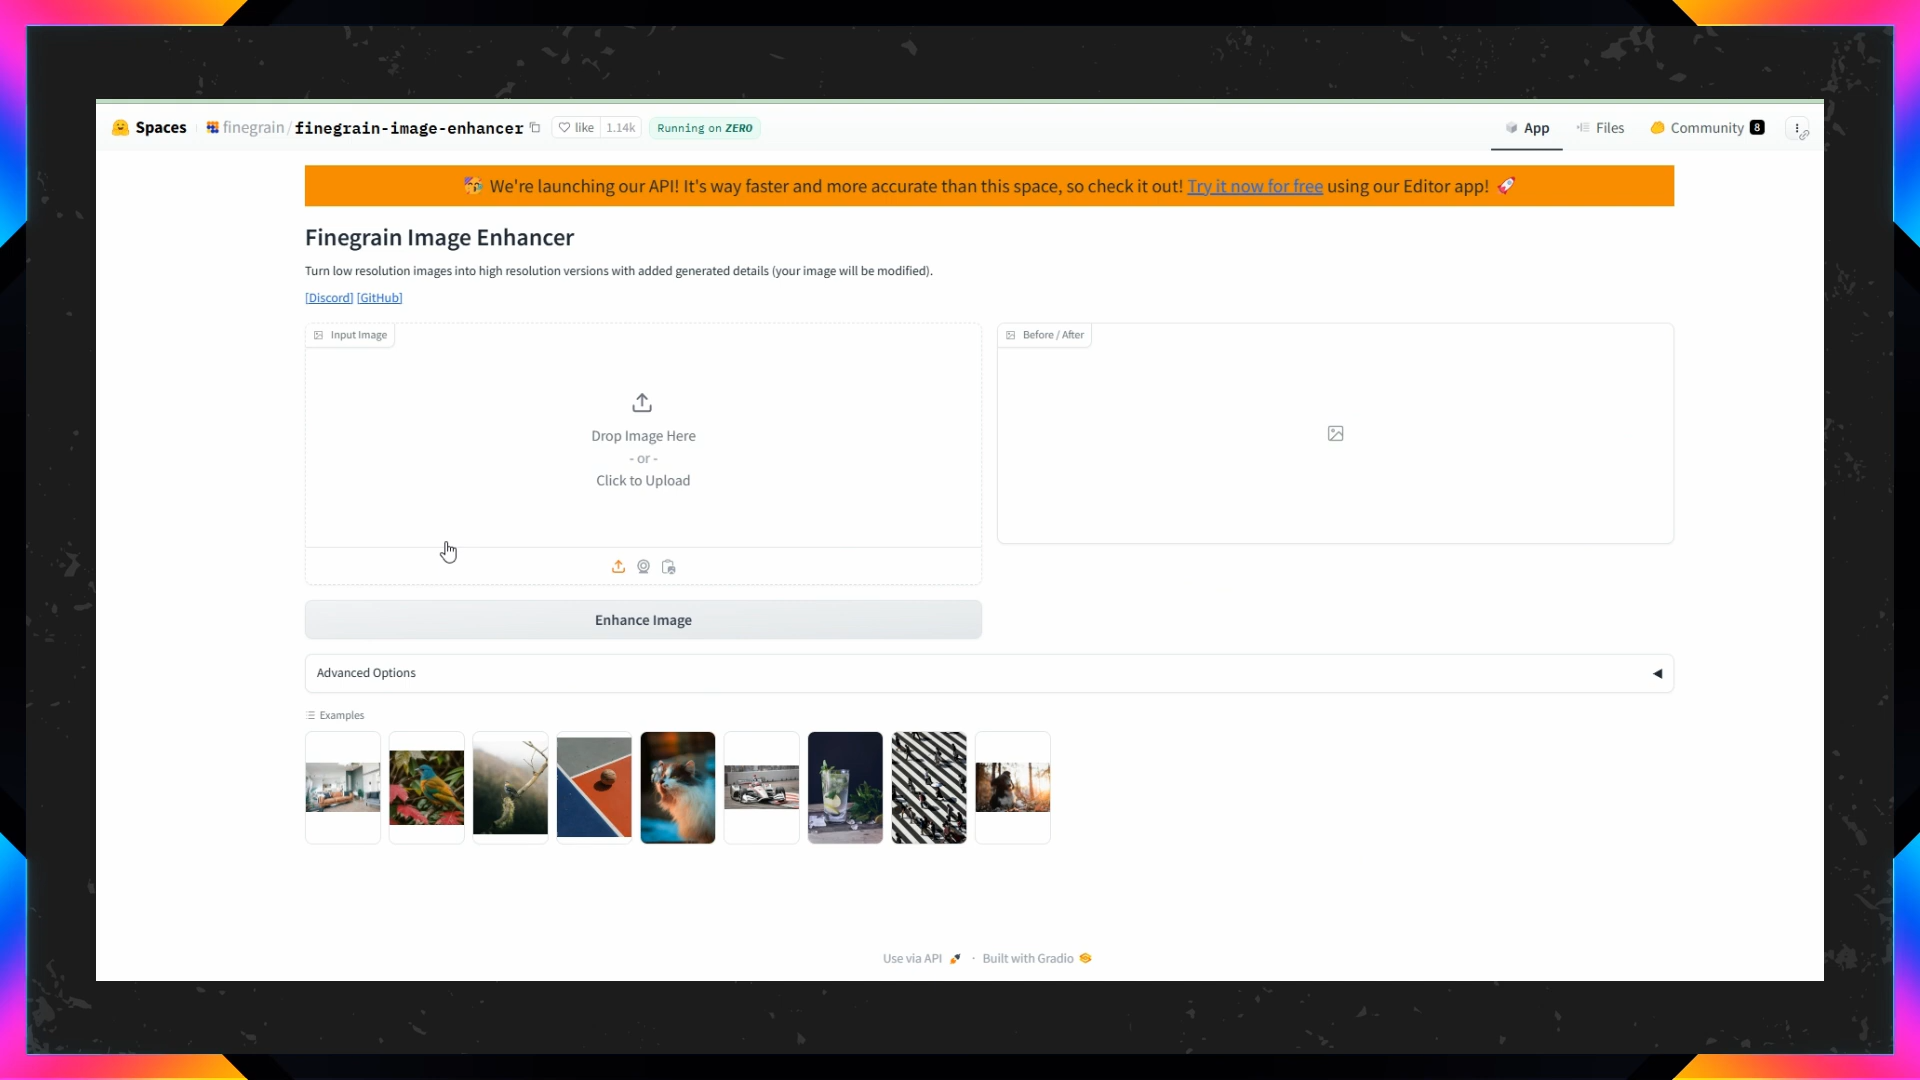 Spaces finegrain/finegrain-image-enhancer like 1.14k Running on ZERO App Files Community 8
🥳 We're launching our API! It's way faster and more accurate than this space, so check it out! Try it now for free using our Editor app! 🚀
Finegrain Image Enhancer
Turn low resolution images into high resolution versions with added generated details (your image will be modified).
[Discord] [GitHub]
Input Image
Before / After
Drop Image Here
- or -
Click to Upload
Enhance Image
Advanced Options
Examples
Use via API 🚀 · Built with Gradio